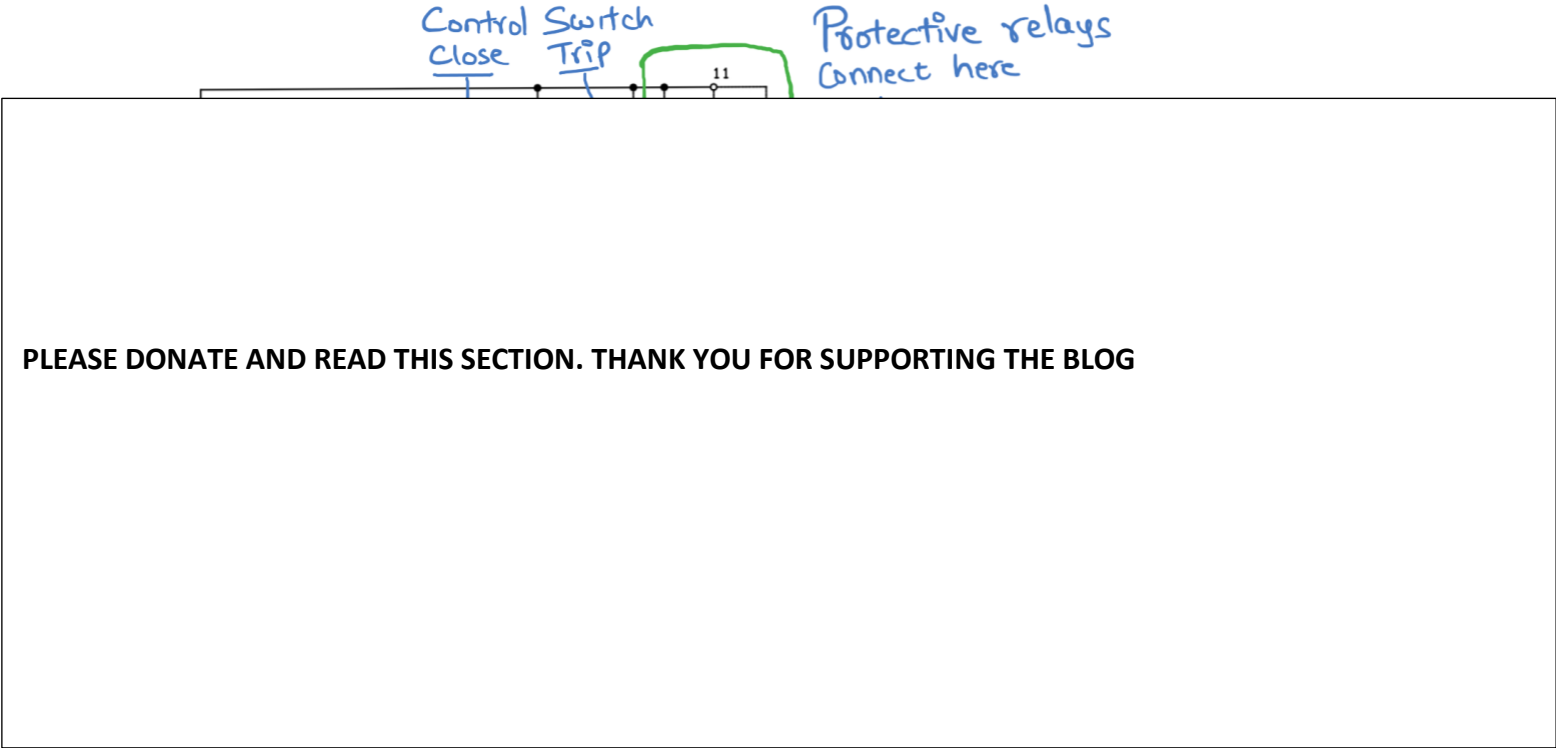 Control Switch
Close Trip
Protective relays
Connect here
11
PLEASE DONATE AND READ THIS SECTION. THANK YOU FOR SUPPORTING THE BLOG